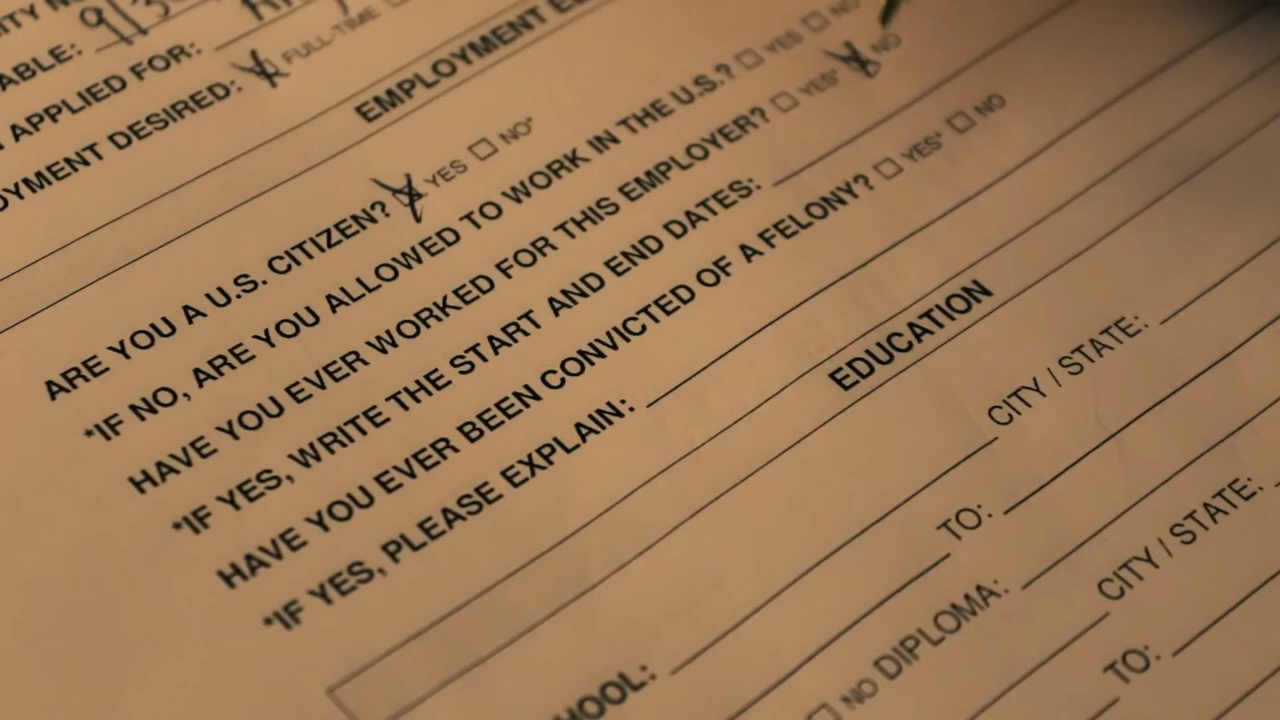 ABLE: 9/3
APPLIED FOR:
OYMENT DESIRED: ☒ FULL-TIME ☐
EMPLOYMENT
ARE YOU A U.S. CITIZEN? ☒ YES ☐ NO*
*IF NO, ARE YOU ALLOWED TO WORK IN THE U.S.? ☐ YES ☐ NO
HAVE YOU EVER WORKED FOR THIS EMPLOYER? ☐ YES* ☒ NO
*IF YES, WRITE THE START AND END DATES:
HAVE YOU EVER BEEN CONVICTED OF A FELONY? ☐ YES* ☐ NO
*IF YES, PLEASE EXPLAIN:
EDUCATION
HOOL: CITY / STATE:
TO:
☐ NO DIPLOMA:
CITY / STATE:
TO: